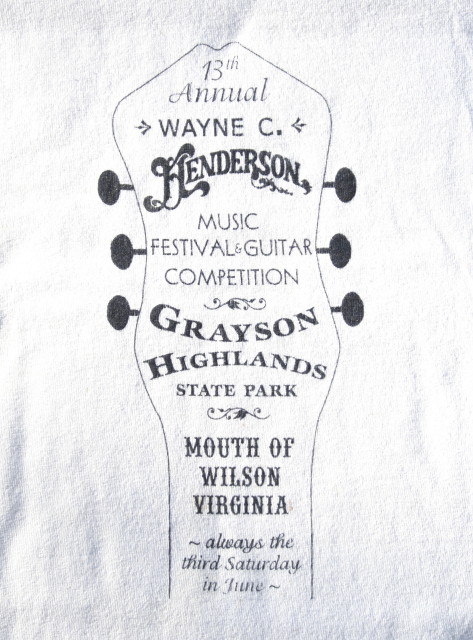 13th
Annual
WAYNE C.
HENDERSON
MUSIC
FESTIVAL & GUITAR
COMPETITION
GRAYSON
HIGHLANDS
STATE PARK
MOUTH OF
WILSON
VIRGINIA
~ always the
third Saturday
in June ~